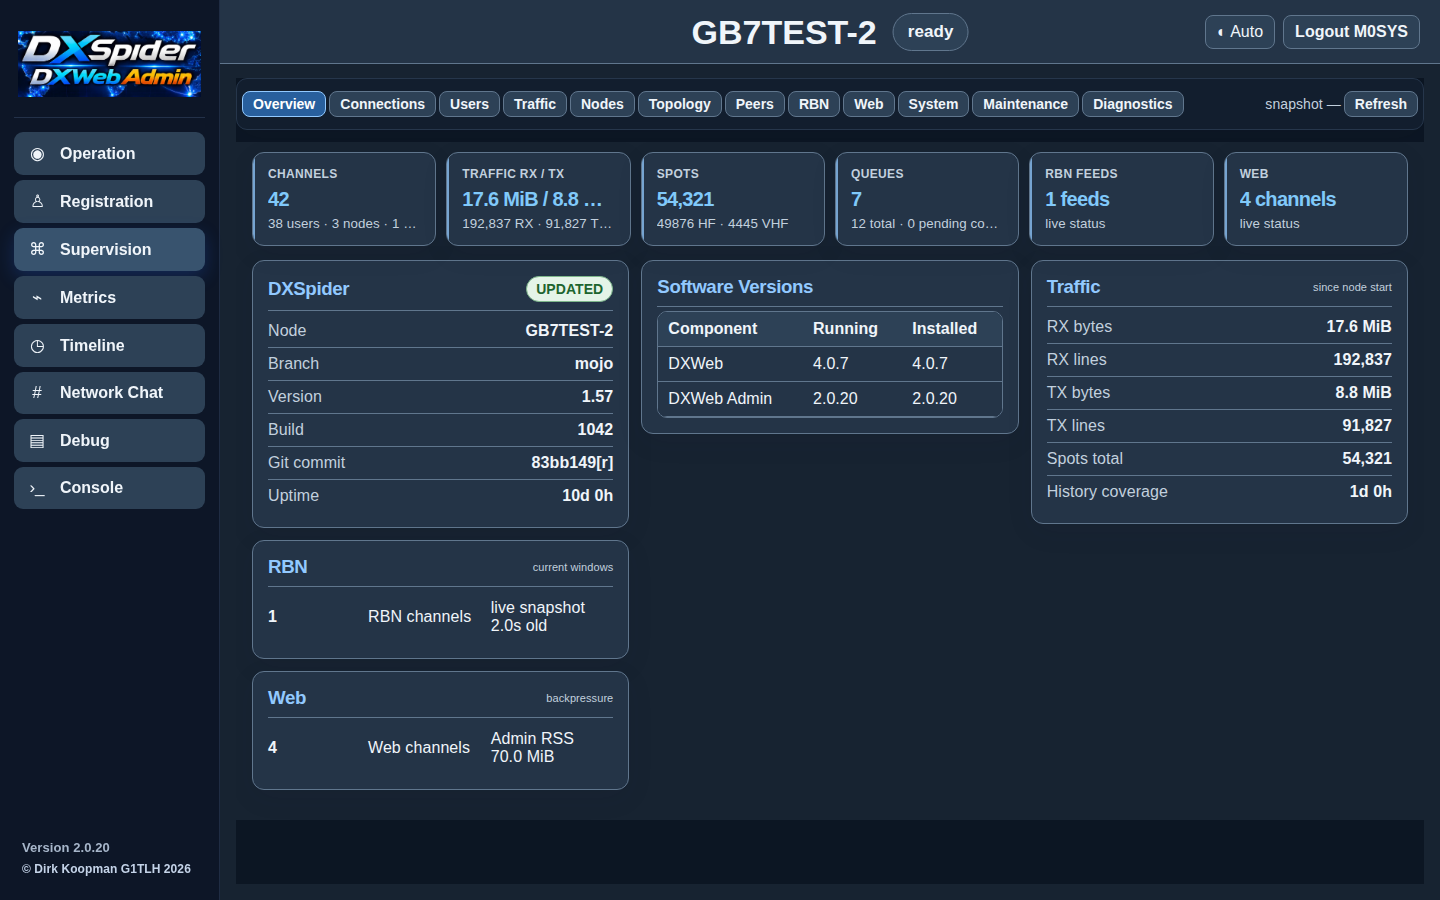 DXSpider
DXWeb Admin
Operation
Registration
Supervision
Metrics
Timeline
# Network Chat
Debug
›_ Console
Version 2.0.20
© Dirk Koopman G1TLH 2026
GB7TEST-2 ready
Auto Logout M0SYS
Overview Connections Users Traffic Nodes Topology Peers RBN Web System Maintenance Diagnostics snapshot — Refresh
CHANNELS
42
38 users · 3 nodes · 1 …
TRAFFIC RX / TX
17.6 MiB / 8.8 …
192,837 RX · 91,827 T…
SPOTS
54,321
49876 HF · 4445 VHF
QUEUES
7
12 total · 0 pending co…
RBN FEEDS
1 feeds
live status
WEB
4 channels
live status
DXSpider UPDATED
Node GB7TEST-2
Branch mojo
Version 1.57
Build 1042
Git commit 83bb149[r]
Uptime 10d 0h
Software Versions
Component Running Installed
DXWeb 4.0.7 4.0.7
DXWeb Admin 2.0.20 2.0.20
Traffic since node start
RX bytes 17.6 MiB
RX lines 192,837
TX bytes 8.8 MiB
TX lines 91,827
Spots total 54,321
History coverage 1d 0h
RBN current windows
1 RBN channels live snapshot
2.0s old
Web backpressure
4 Web channels Admin RSS
70.0 MiB